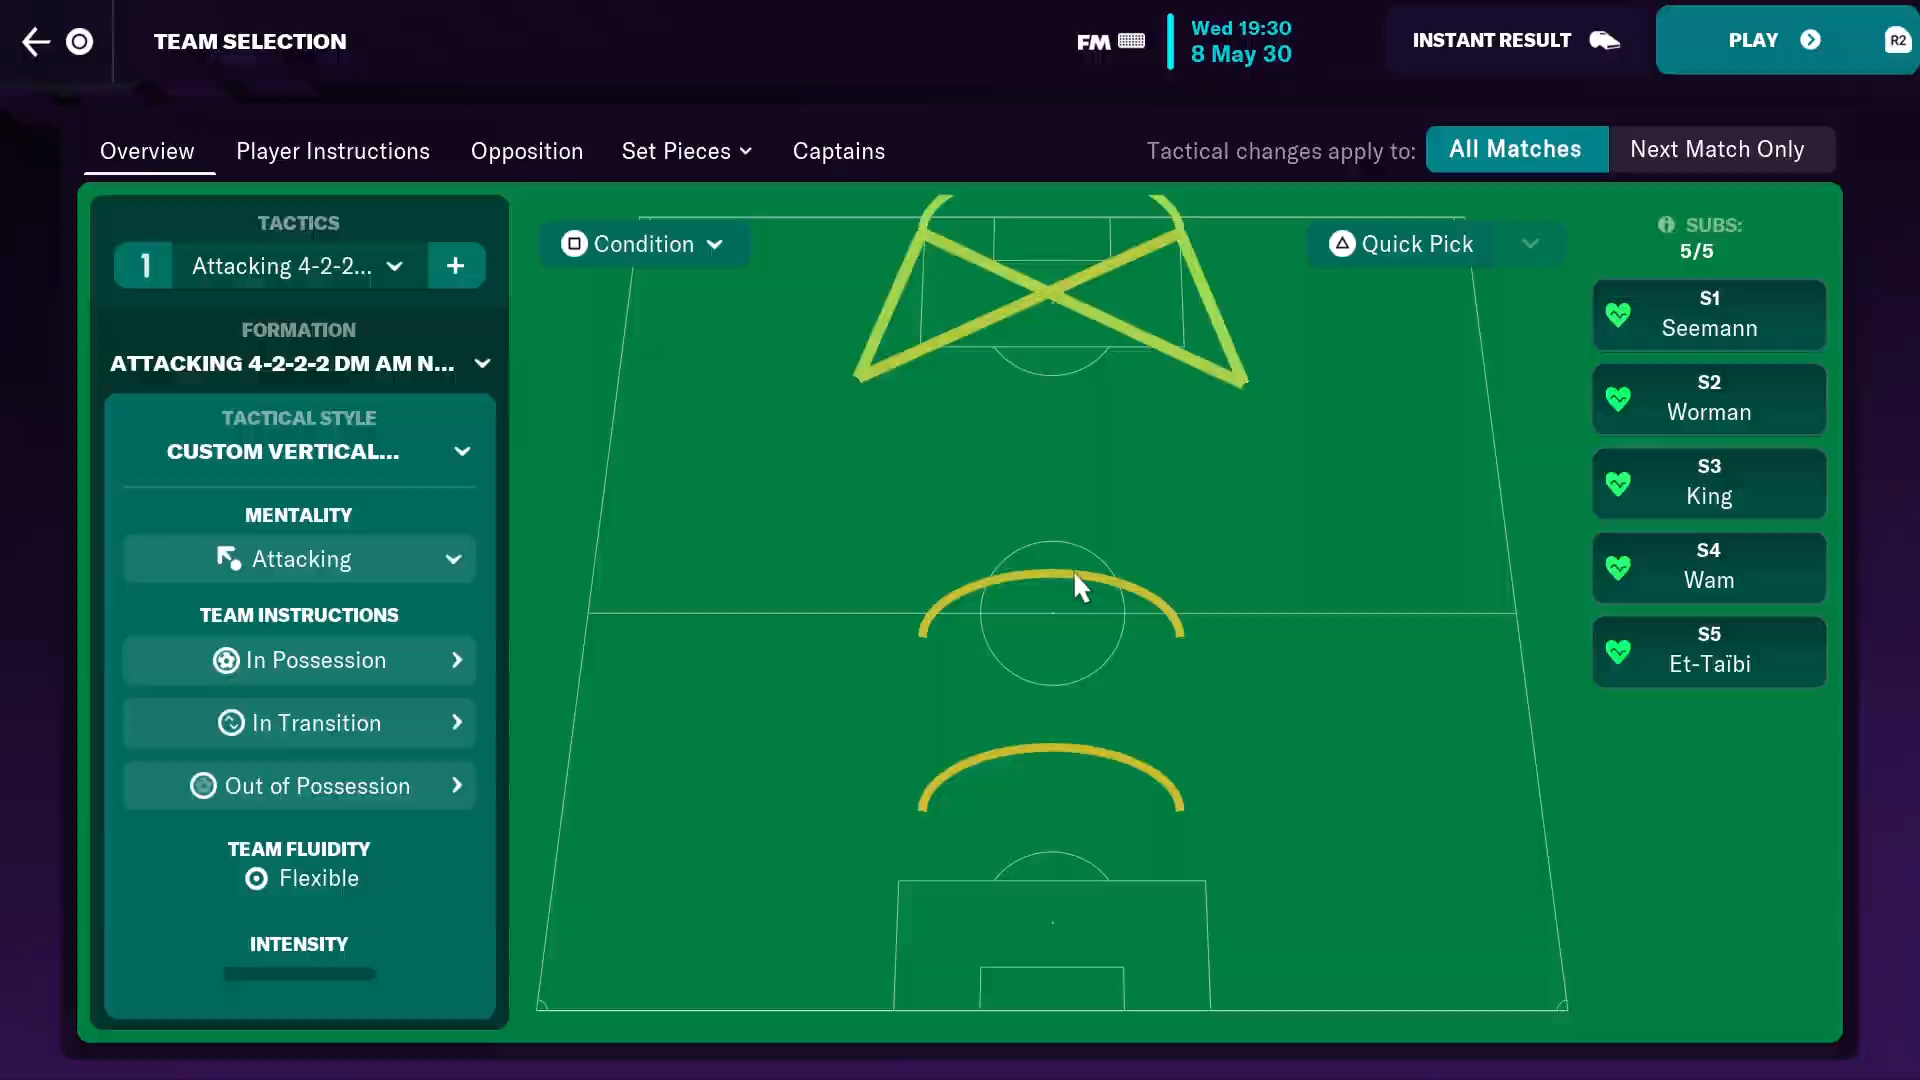 TEAM SELECTION
FM
Wed 19:30
8 May 30
INSTANT RESULT
PLAY
R2
Overview
Player Instructions
Opposition
Set Pieces
Captains
Tactical changes apply to:
All Matches
Next Match Only
TACTICS
1
Attacking 4-2-2...
+
FORMATION
ATTACKING 4-2-2-2 DM AM N...
TACTICAL STYLE
CUSTOM VERTICAL...
MENTALITY
Attacking
TEAM INSTRUCTIONS
In Possession
In Transition
Out of Possession
TEAM FLUIDITY
Flexible
INTENSITY
Condition
Quick Pick
SUBS:
5/5
S1
Seemann
S2
Worman
S3
King
S4
Wam
S5
Et-Taïbi